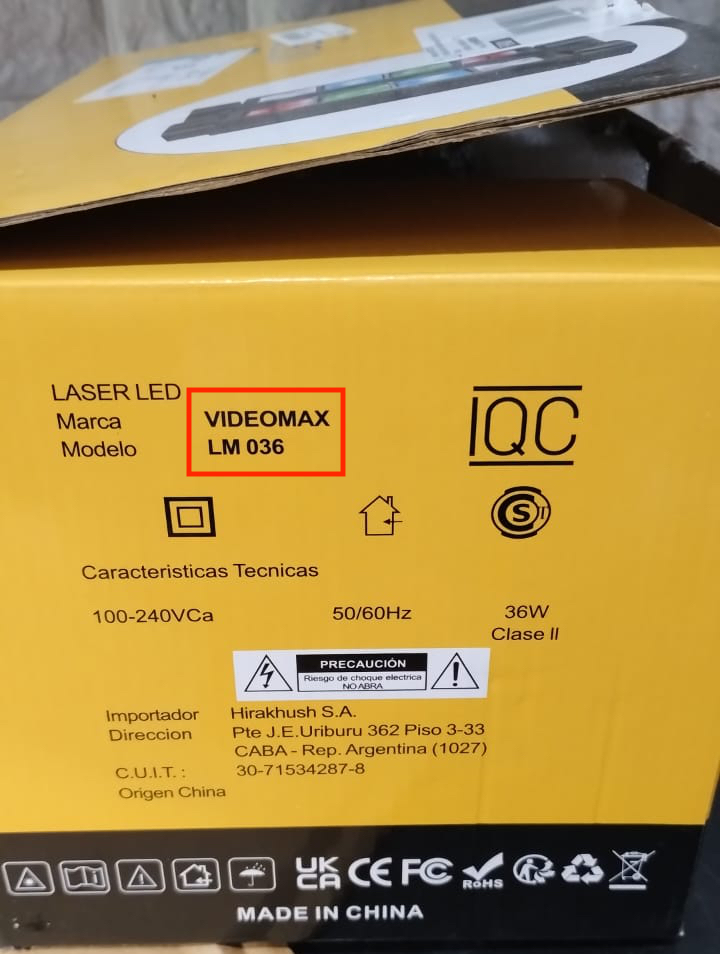 LASER LED
Marca VIDEOMAX
Modelo LM 036
IQC
S II
Caracteristicas Tecnicas
100-240VCa 50/60Hz 36W
Clase II
PRECAUCIÓN
Riesgo de choque electrica
NO ABRA
Importador Hirakhush S.A.
Direccion Pte J.E.Uriburu 362 Piso 3-33
CABA - Rep. Argentina (1027)
C.U.I.T. : 30-71534287-8
Origen China
UK CA CE FC RoHS
MADE IN CHINA